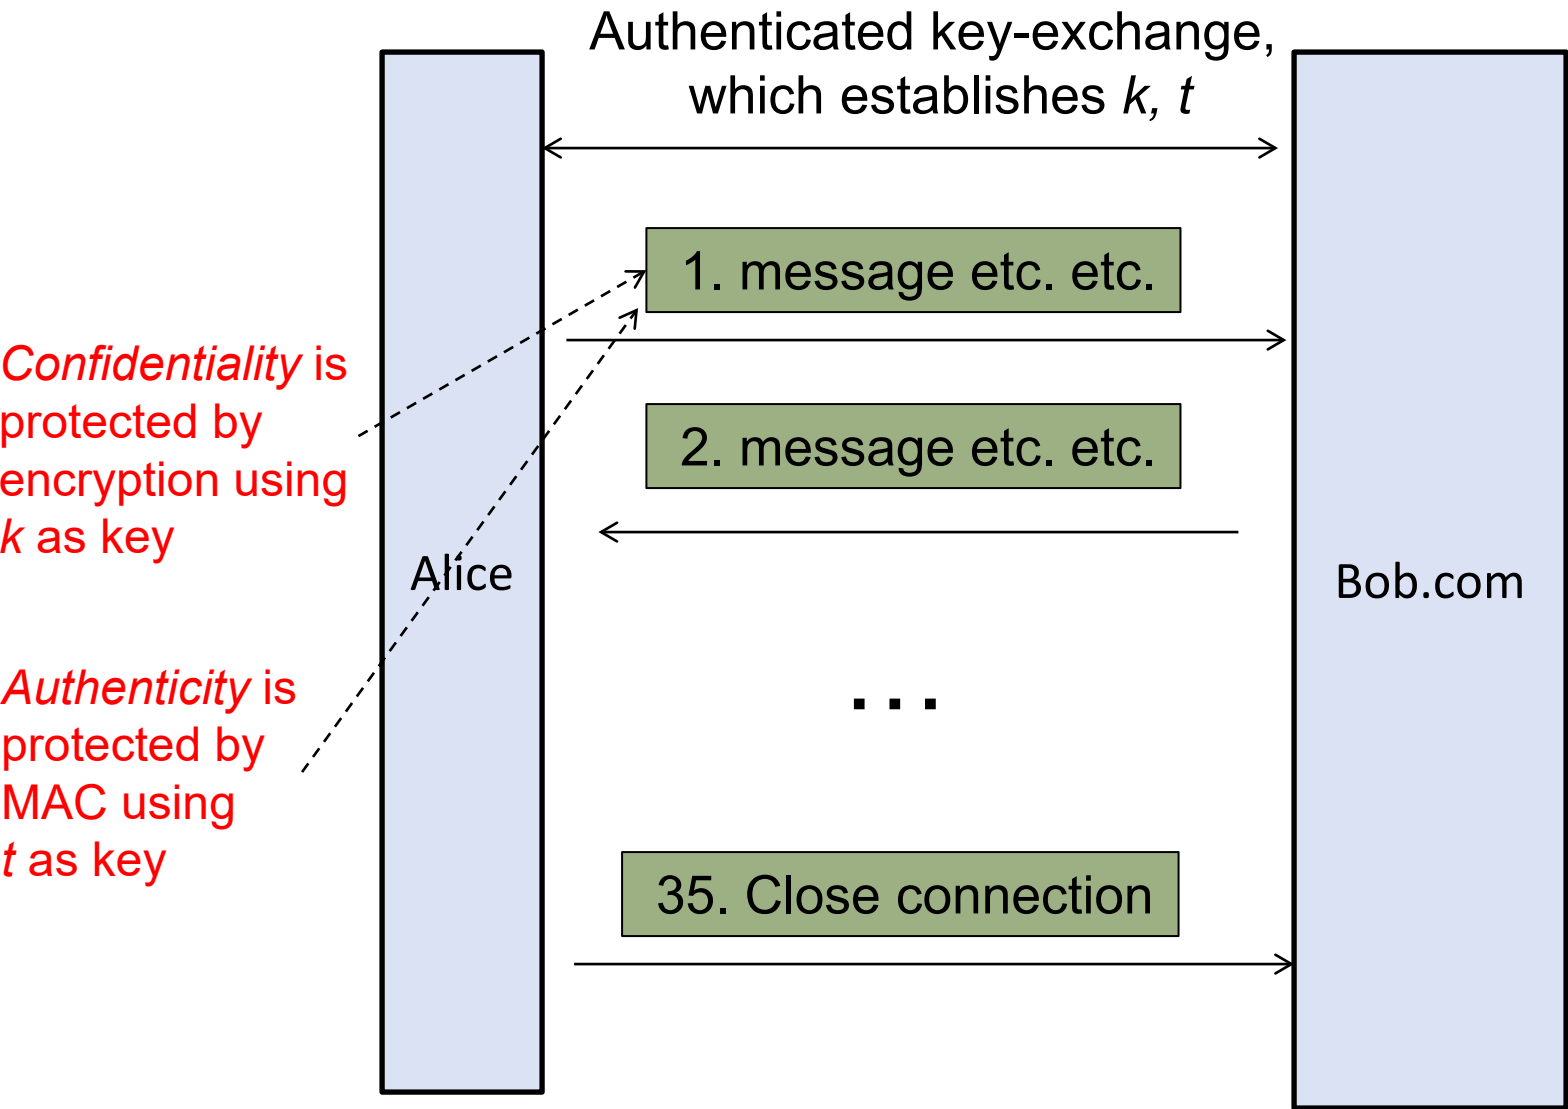 Authenticated key-exchange,
which establishes k, t
1. message etc. etc.
Confidentiality is
protected by
encryption using
k as key
2. message etc. etc.
Alice
Bob.com
Authenticity is
protected by
MAC using
t as key
...
35. Close connection